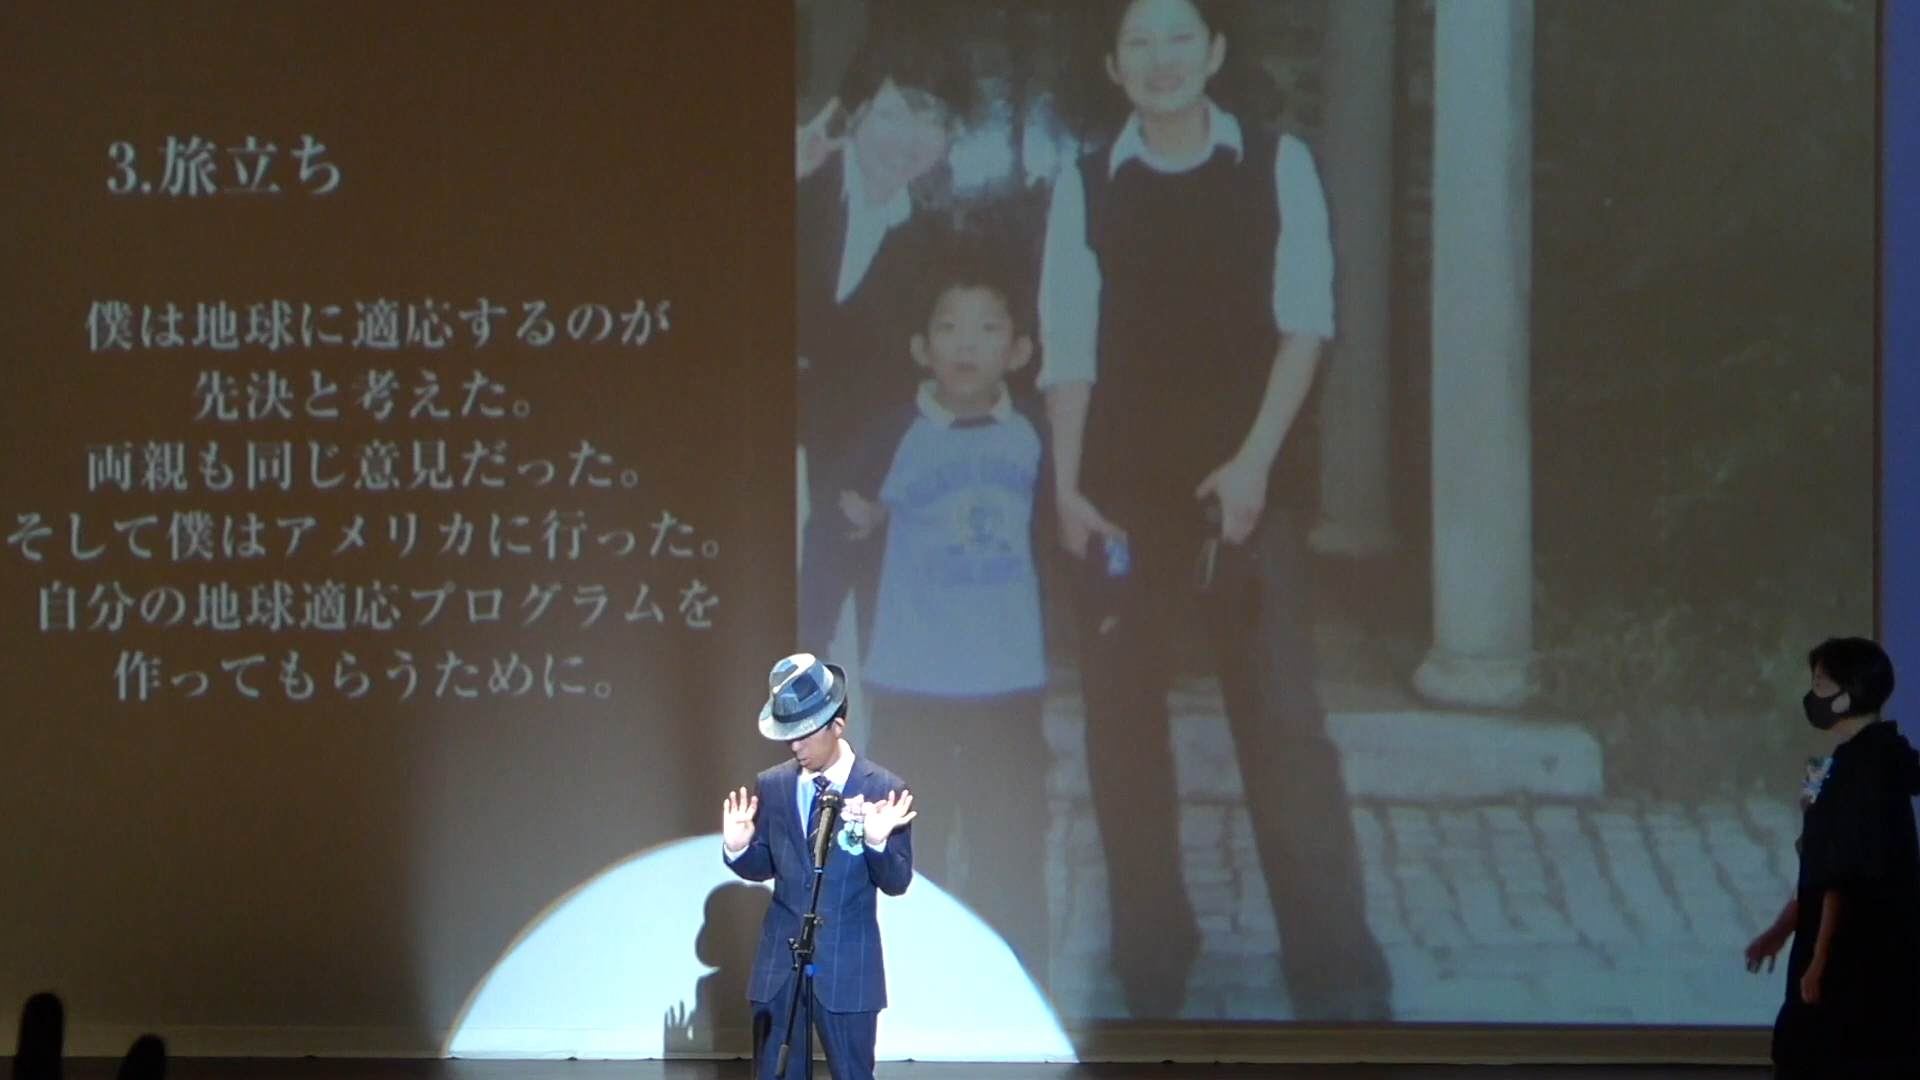 3.旅立ち
僕は地球に適応するのが
先決と考えた。
両親も同じ意見だった。
そして僕はアメリカに行った。
自分の地球適応プログラムを
作ってもらうために。